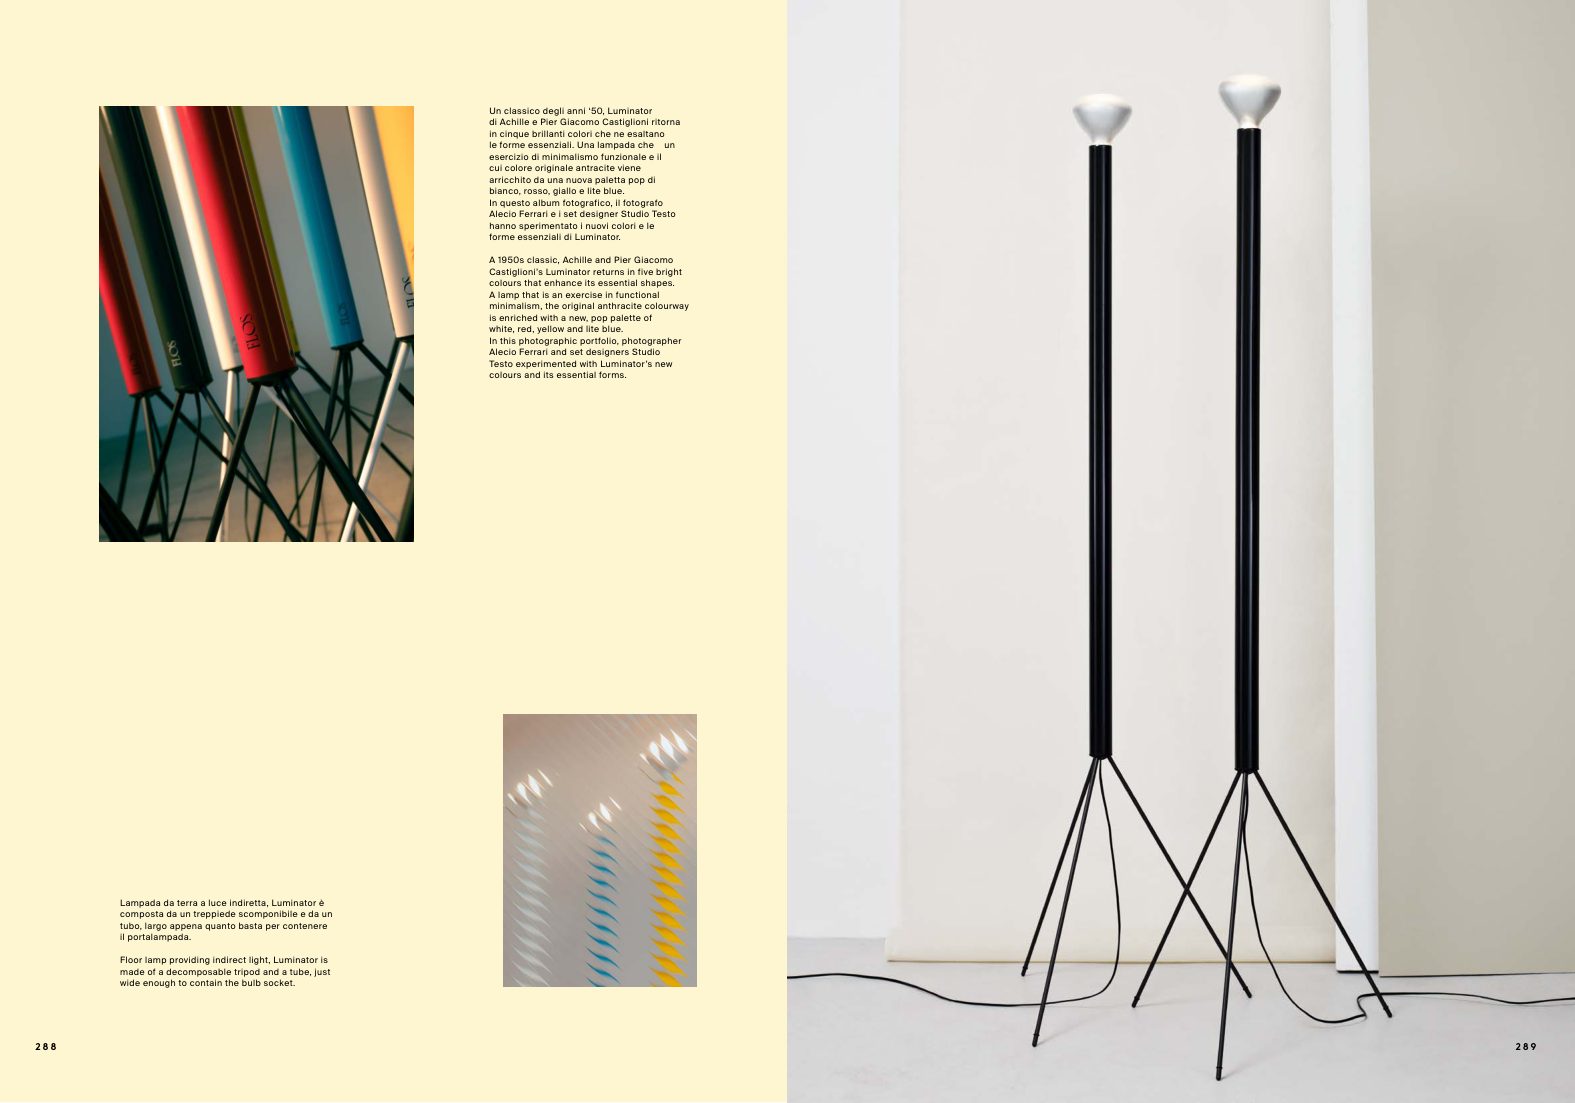 Un classico degli anni ‘50, Luminator
di Achille e Pier Giacomo Castiglioni ritorna
in cinque brillanti colori che ne esaltano
le forme essenziali. Una lampada che    un
esercizio di minimalismo funzionale e il
cui colore originale antracite viene
arricchito da una nuova paletta pop di
bianco, rosso, giallo e lite blue.
In questo album fotografico, il fotografo
Alecio Ferrari e i set designer Studio Testo
hanno sperimentato i nuovi colori e le
forme essenziali di Luminator.
A 1950s classic, Achille and Pier Giacomo
Castiglioni’s Luminator returns in five bright
colours that enhance its essential shapes.
A lamp that is an exercise in functional
minimalism, the original anthracite colourway
is enriched with a new, pop palette of
white, red, yellow and lite blue.
In this photographic portfolio, photographer
Alecio Ferrari and set designers Studio
Testo experimented with Luminator’s new
colours and its essential forms.
FLOS
FLOS
FLOS
FLOS
FLOS
Lampada da terra a luce indiretta, Luminator è
composta da un treppiede scomponibile e da un
tubo, largo appena quanto basta per contenere
il portalampada.
Floor lamp providing indirect light, Luminator is
made of a decomposable tripod and a tube, just
wide enough to contain the bulb socket.
288
289